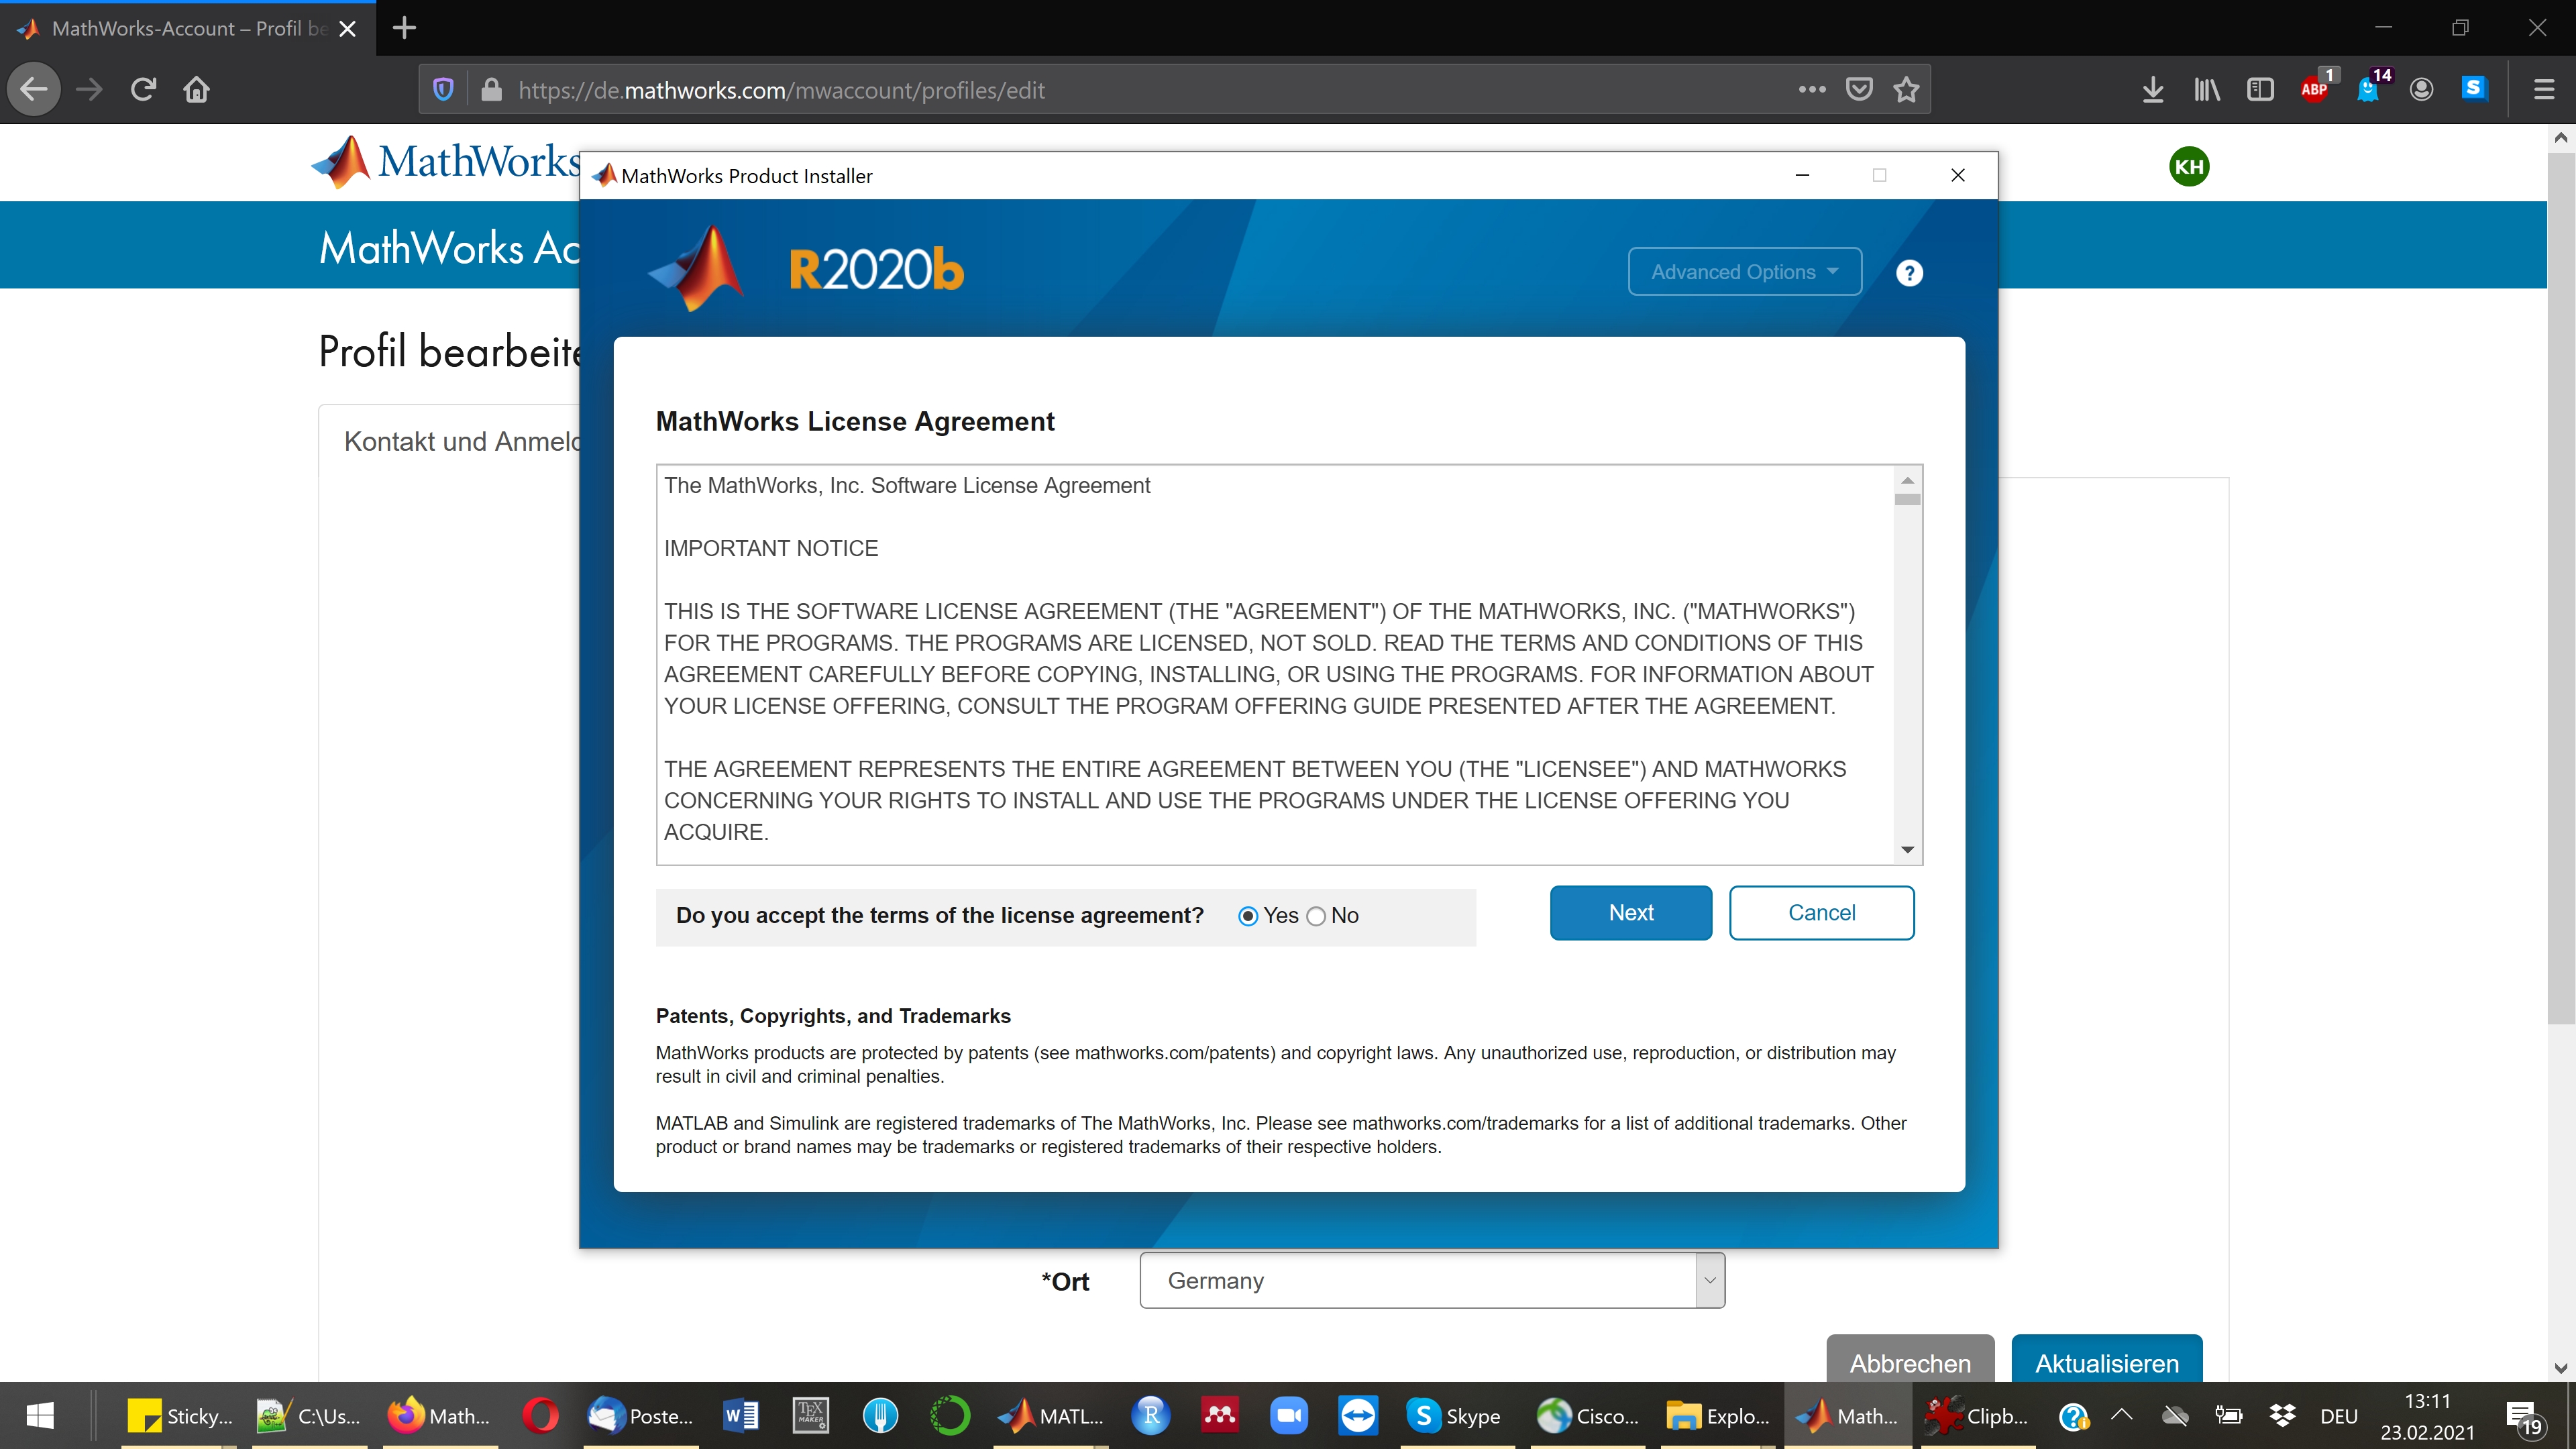 MathWorks-Account – Profil be
https://de.mathworks.com/mwaccount/profiles/edit
ABP
1
14
S
MathWorks
KH
MathWorks Ac
Profil bearbeite
Kontakt und Anmeld
MathWorks Product Installer
R2020b
Advanced Options
?
MathWorks License Agreement
The MathWorks, Inc. Software License Agreement
IMPORTANT NOTICE
THIS IS THE SOFTWARE LICENSE AGREEMENT (THE "AGREEMENT") OF THE MATHWORKS, INC. ("MATHWORKS")
FOR THE PROGRAMS. THE PROGRAMS ARE LICENSED, NOT SOLD. READ THE TERMS AND CONDITIONS OF THIS
AGREEMENT CAREFULLY BEFORE COPYING, INSTALLING, OR USING THE PROGRAMS. FOR INFORMATION ABOUT
YOUR LICENSE OFFERING, CONSULT THE PROGRAM OFFERING GUIDE PRESENTED AFTER THE AGREEMENT.
THE AGREEMENT REPRESENTS THE ENTIRE AGREEMENT BETWEEN YOU (THE "LICENSEE") AND MATHWORKS
CONCERNING YOUR RIGHTS TO INSTALL AND USE THE PROGRAMS UNDER THE LICENSE OFFERING YOU
ACQUIRE.
Do you accept the terms of the license agreement? Yes No
Next
Cancel
Patents, Copyrights, and Trademarks
MathWorks products are protected by patents (see mathworks.com/patents) and copyright laws. Any unauthorized use, reproduction, or distribution may
result in civil and criminal penalties.
MATLAB and Simulink are registered trademarks of The MathWorks, Inc. Please see mathworks.com/trademarks for a list of additional trademarks. Other
product or brand names may be trademarks or registered trademarks of their respective holders.
*Ort
Germany
Abbrechen
Aktualisieren
Sticky...
C:\Us...
Math...
Poste...
W
TEX
MAKER
MATL...
R
S
Skype
Cisco...
Explo...
Math...
Clipb...
?
DEU
13:11
23.02.2021
19